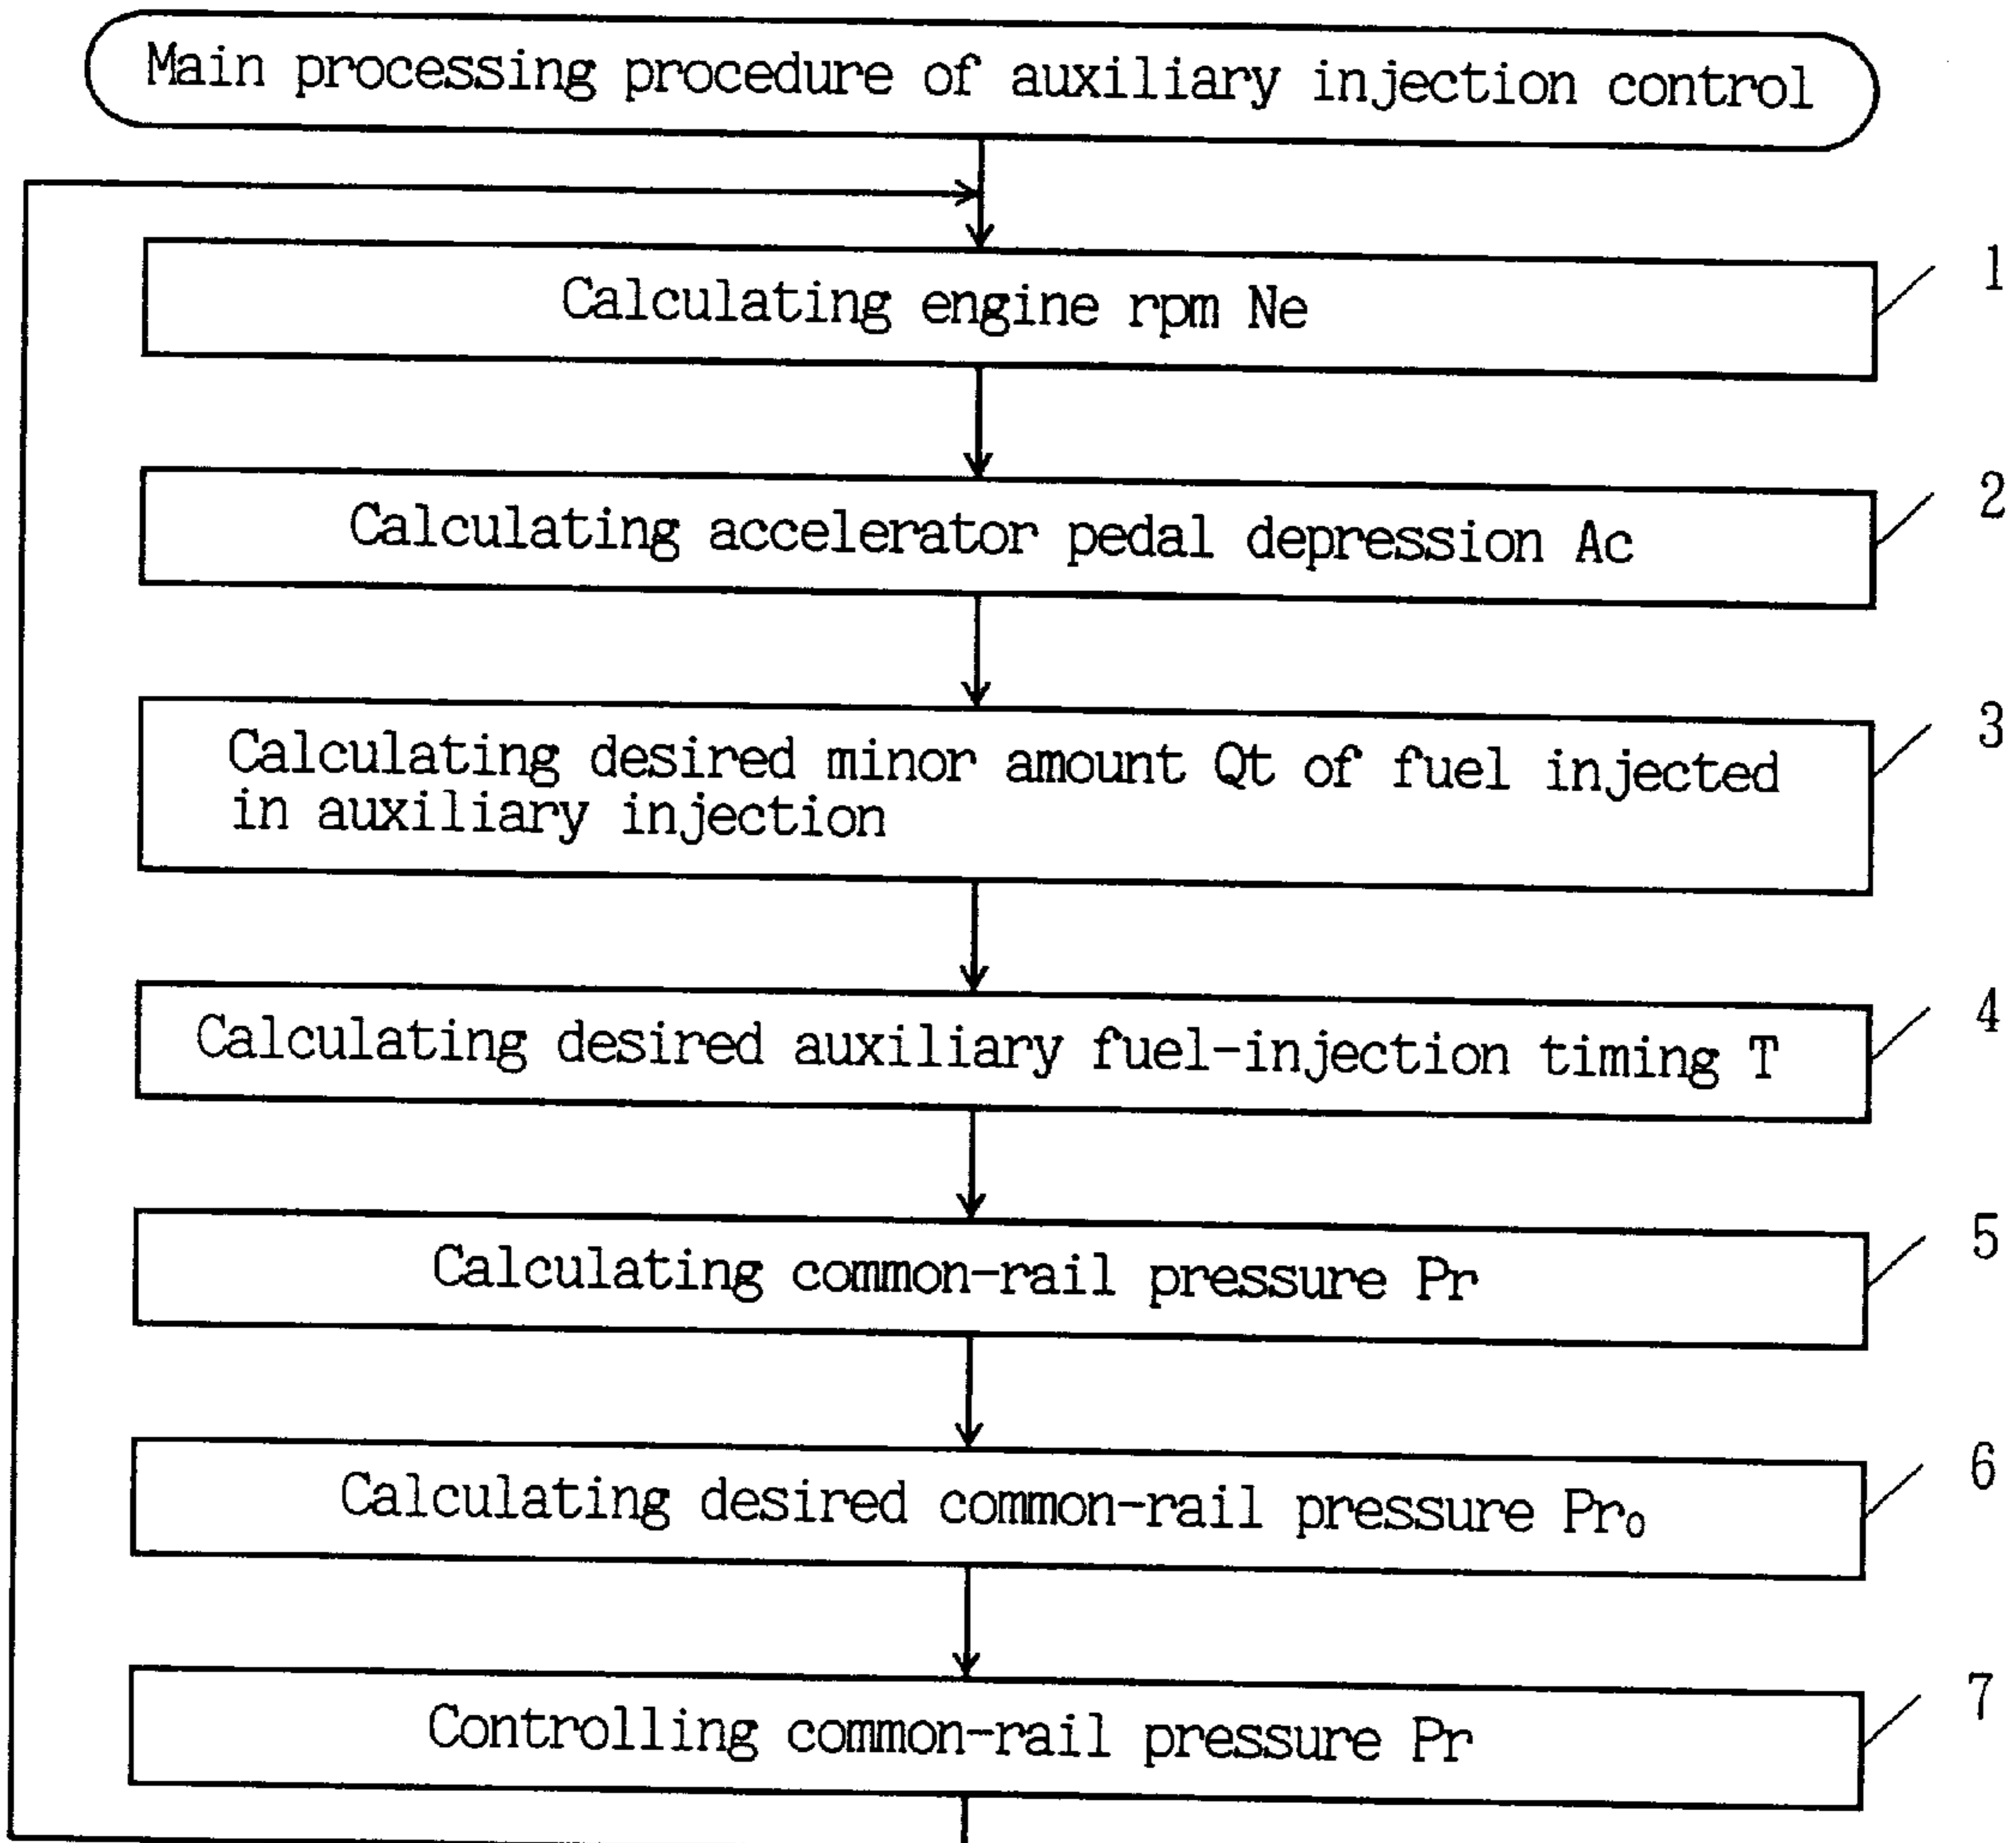 Main processing procedure of auxiliary injection control
1
Calculating engine rpm Ne
2
Calculating accelerator pedal depression Ac
3
Calculating desired minor amount Qt of fuel injected
in auxiliary injection
4
Calculating desired auxiliary fuel-injection timing T
5
Calculating common-rail pressure Pr
6
Calculating desired common-rail pressure Pr₀
7
Controlling common-rail pressure Pr